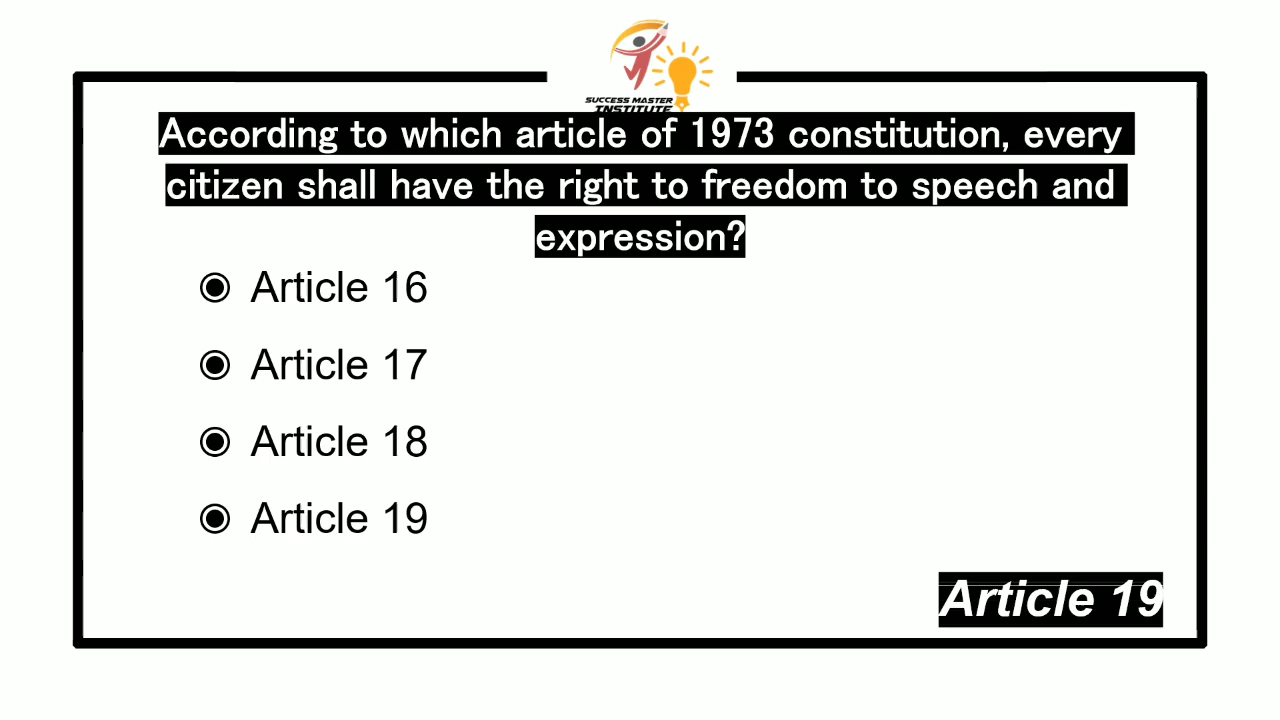 SUCCESS MASTER
INSTITUTE
According to which article of 1973 constitution, every
citizen shall have the right to freedom to speech and
expression?
Article 16
Article 17
Article 18
Article 19
Article 19